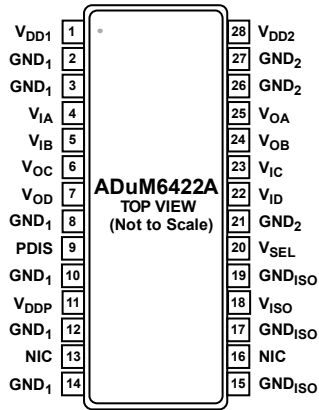 VDD1 1 28 VDD2
GND1 2 27 GND2
GND1 3 26 GND2
VIA 4 25 VOA
VIB 5 24 VOB
VOC 6 23 VIC
VOD 7 22 VID
ADuM6422A
TOP VIEW
(Not to Scale)
GND1 8 21 GND2
PDIS 9 20 VSEL
GND1 10 19 GNDISO
VDDP 11 18 VISO
GND1 12 17 GNDISO
NIC 13 16 NIC
GND1 14 15 GNDISO